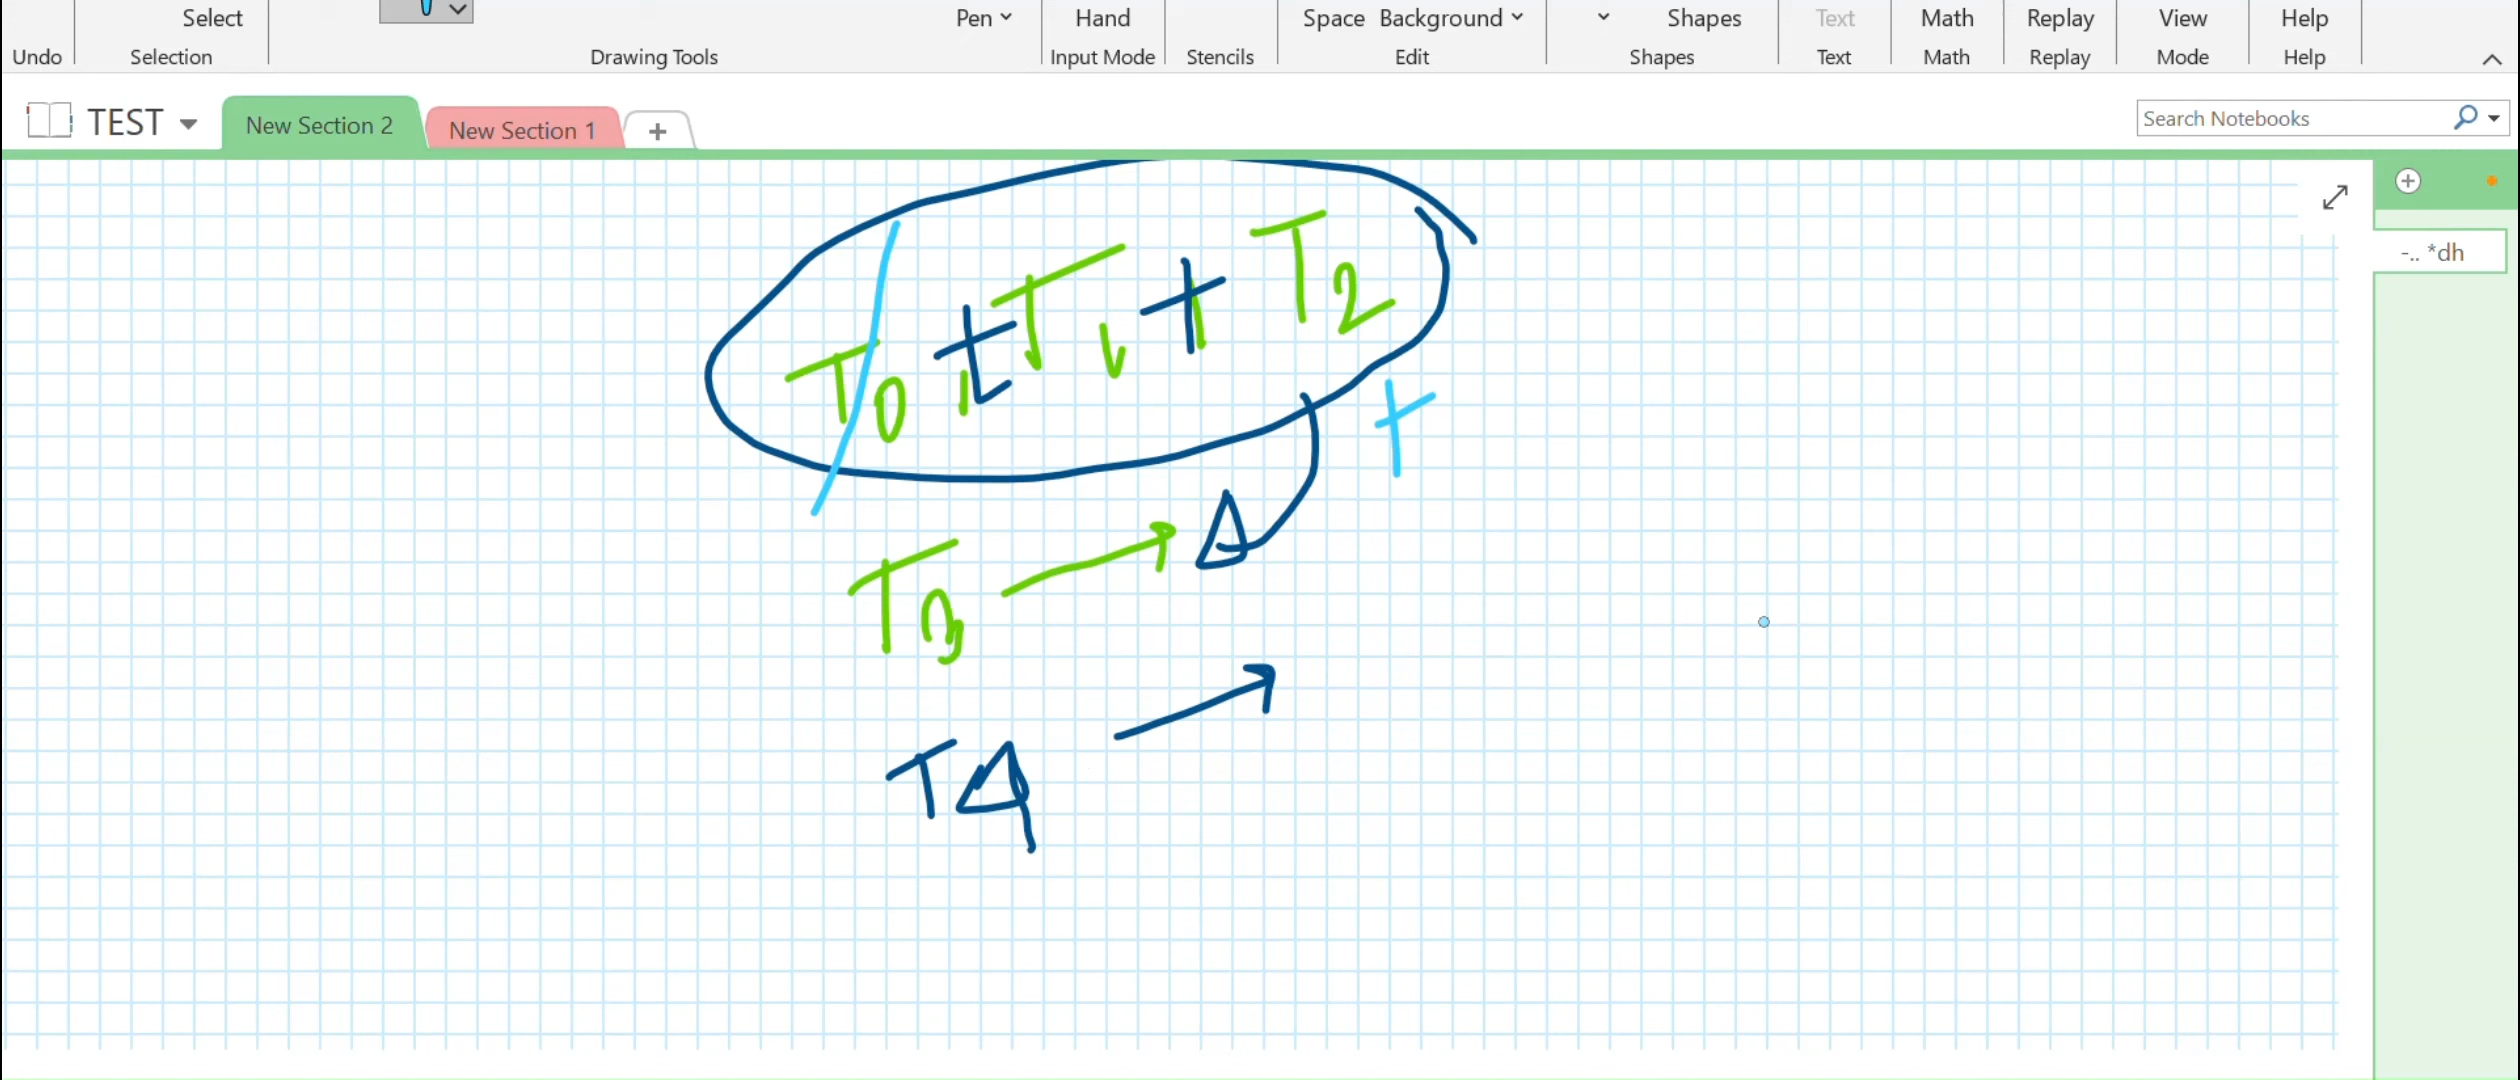 Select Pen Hand Space Background Shapes Text Math Replay View Help
Undo Selection Drawing Tools Input Mode Stencils Edit Shapes Text Math Replay Mode Help
TEST New Section 2 New Section 1 + Search Notebooks
-.. *dh
T0 + T1 + T2
+
T3 → Δ
T4 →